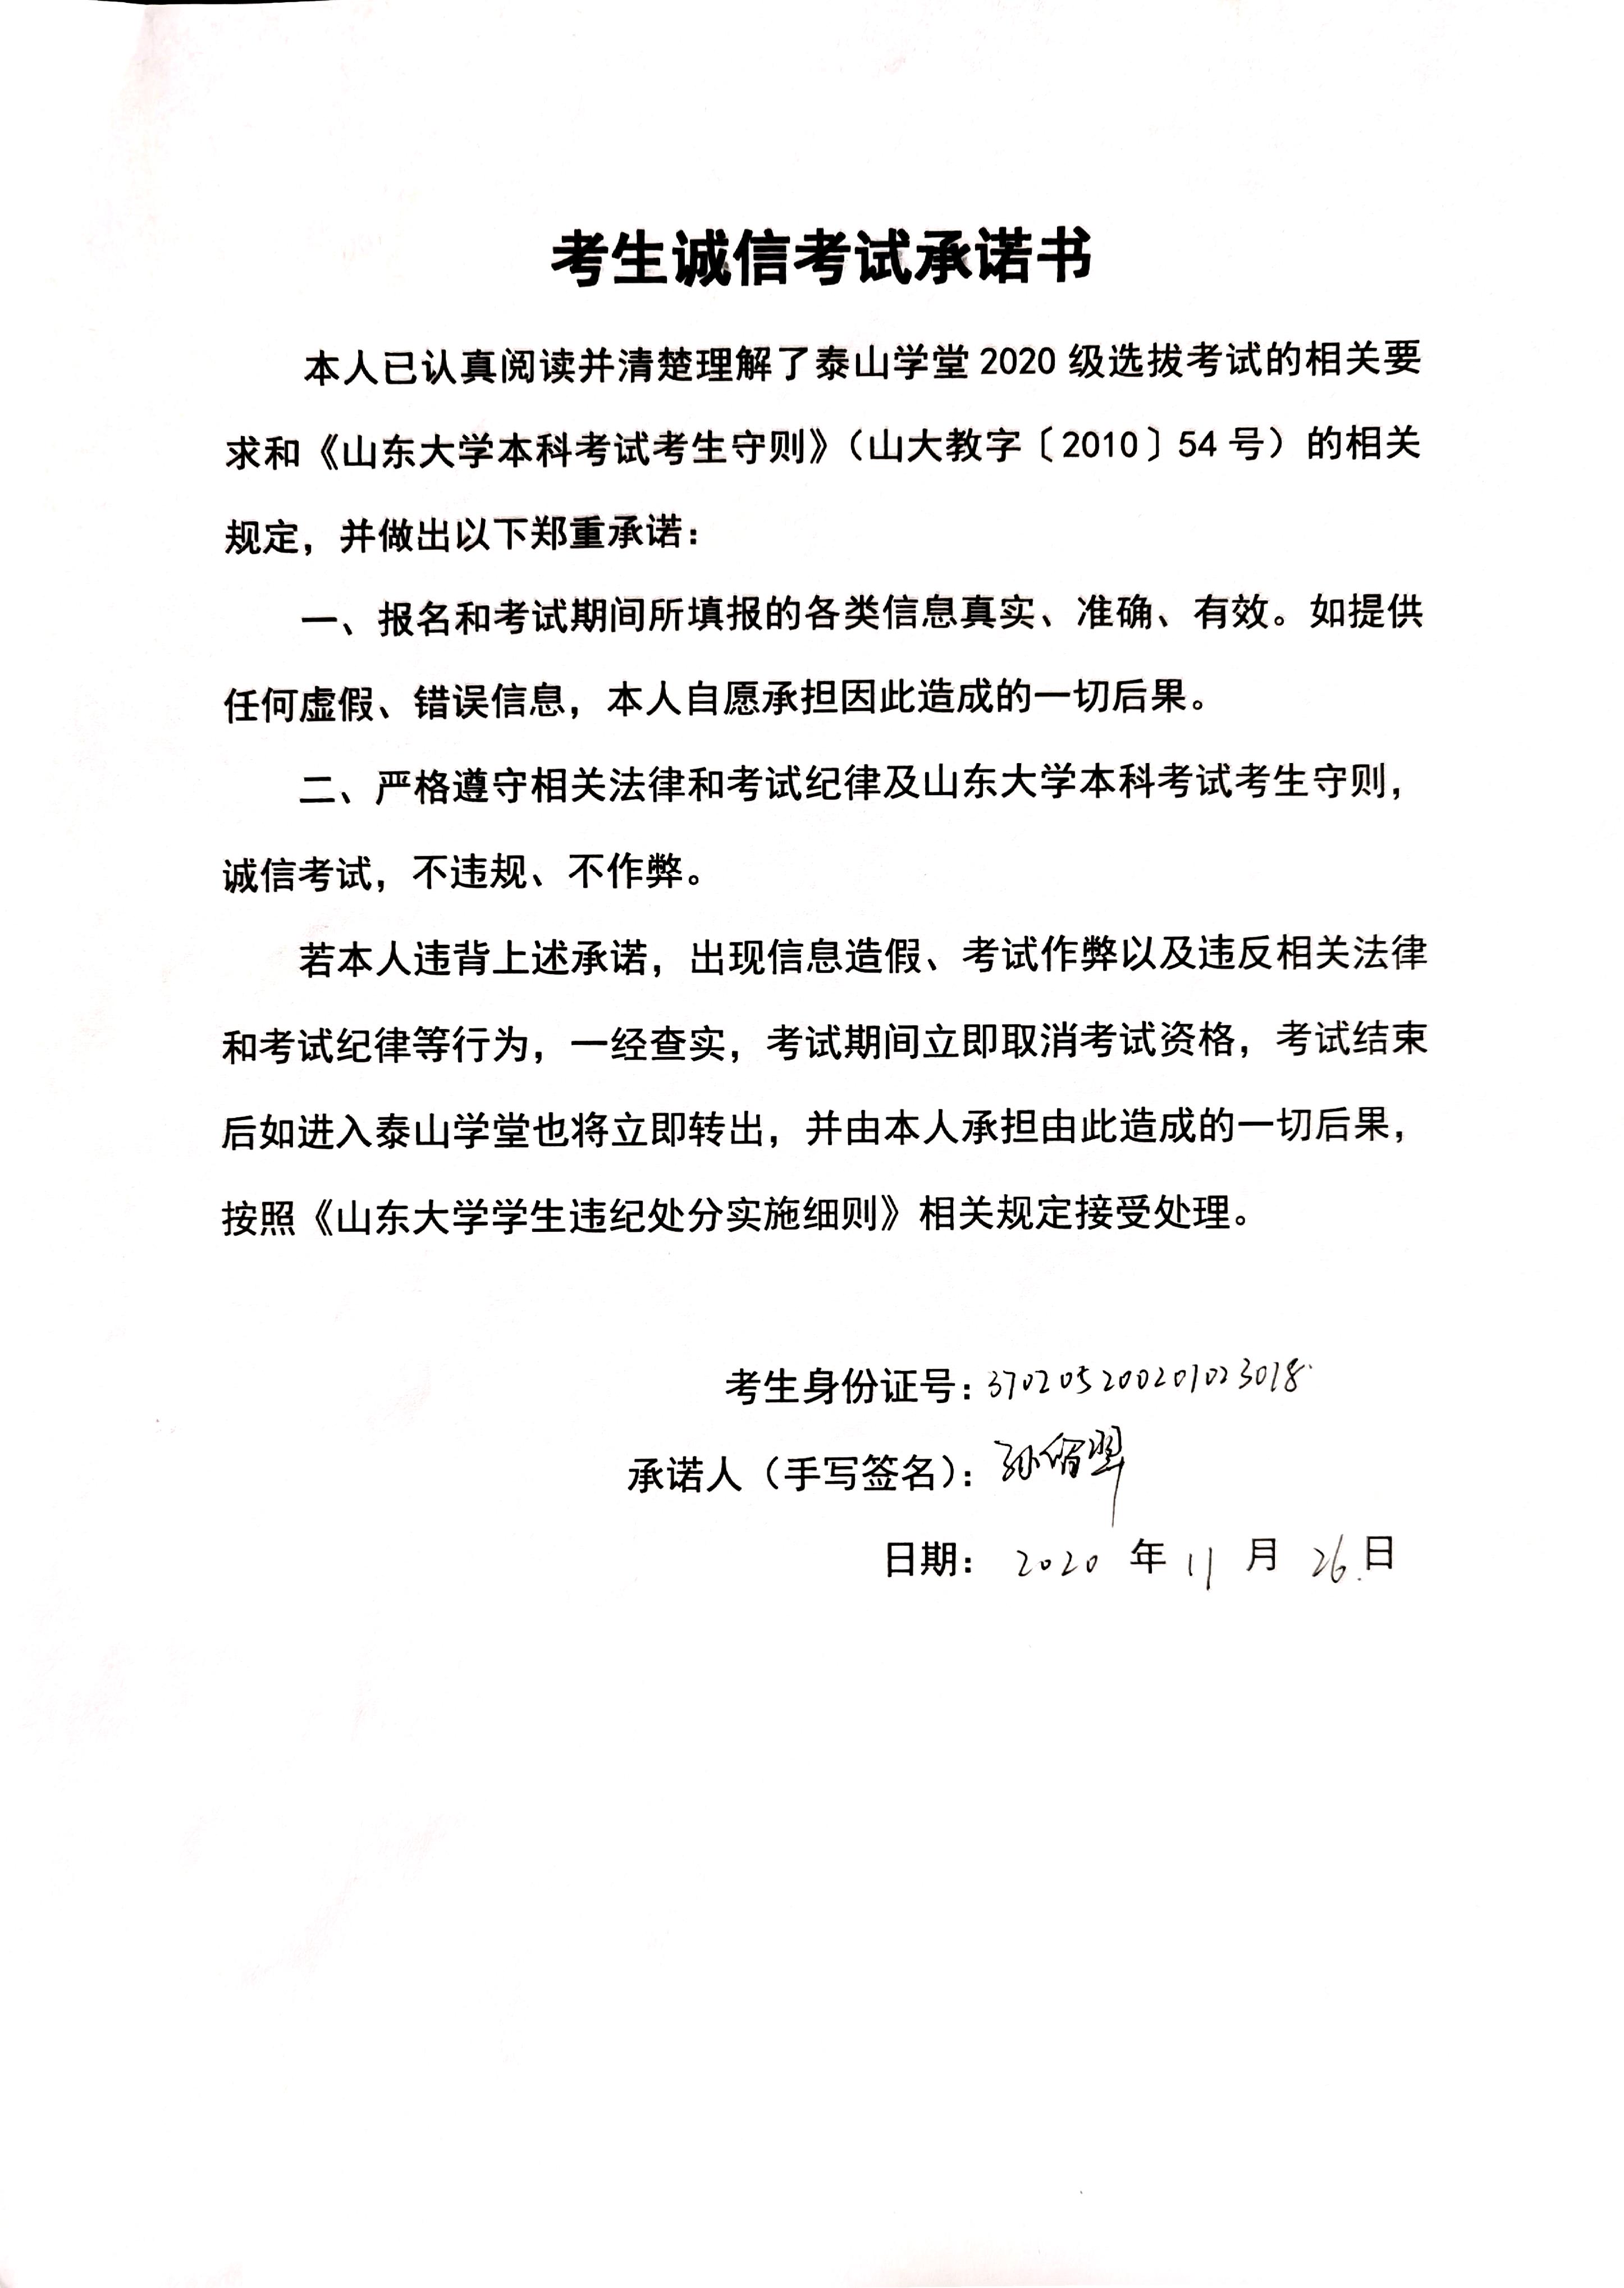 考生诚信考试承诺书
本人已认真阅读并清楚理解了泰山学堂 2020 级选拔考试的相关要
求和《山东大学本科考试考生守则》（山大教字〔2010〕54 号）的相关
规定，并做出以下郑重承诺：
一、报名和考试期间所填报的各类信息真实、准确、有效。如提供
任何虚假、错误信息，本人自愿承担因此造成的一切后果。
二、严格遵守相关法律和考试纪律及山东大学本科考试考生守则，
诚信考试，不违规、不作弊。
若本人违背上述承诺，出现信息造假、考试作弊以及违反相关法律
和考试纪律等行为，一经查实，考试期间立即取消考试资格，考试结束
后如进入泰山学堂也将立即转出，并由本人承担由此造成的一切后果，
按照《山东大学学生违纪处分实施细则》相关规定接受处理。
考生身份证号：370205200201023018
承诺人（手写签名）：孙
日期： 2020 年 11 月 26 日